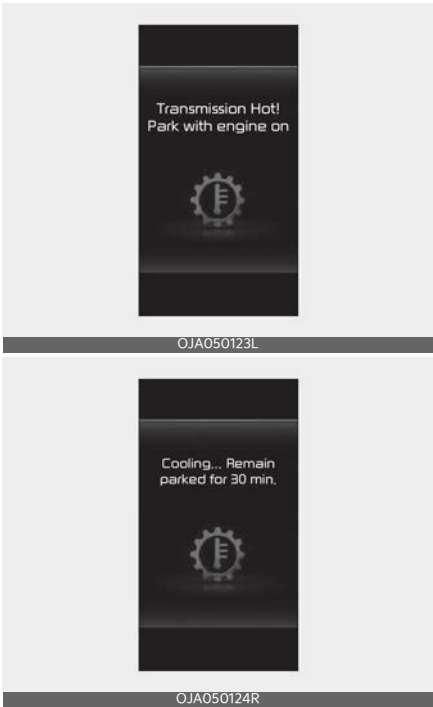 Transmission Hot!
Park with engine on
OJA050123L
Cooling... Remain
parked for 30 min.
OJA050124R